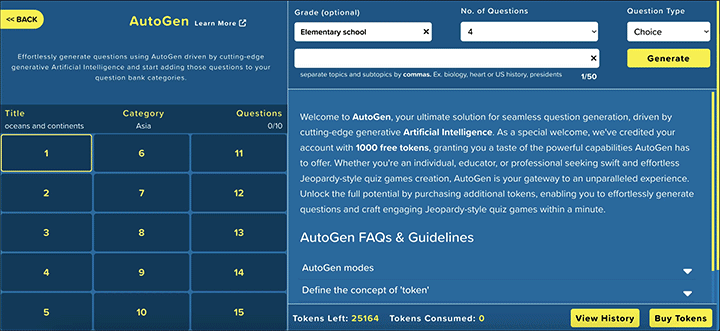 << BACK
AutoGen Learn More
Effortlessly generate questions using AutoGen driven by cutting-edge
generative Artificial Intelligence and start adding those questions to your
question bank categories.
Title Category Questions
oceans and continents Asia 0/10
1 6 11
2 7 12
3 8 13
4 9 14
5 10 15
Grade (optional) No. of Questions Question Type
Elementary school × 4 Choice
× Generate
separate topics and subtopics by commas. Ex. biology, heart or US history, presidents 1/50
Welcome to AutoGen, your ultimate solution for seamless question generation, driven by
cutting-edge generative Artificial Intelligence. As a special welcome, we've credited your
account with 1000 free tokens, granting you a taste of the powerful capabilities AutoGen has
to offer. Whether you're an individual, educator, or professional seeking swift and effortless
Jeopardy-style quiz games creation, AutoGen is your gateway to an unparalleled experience.
Unlock the full potential by purchasing additional tokens, enabling you to effortlessly generate
questions and craft engaging Jeopardy-style quiz games within a minute.
AutoGen FAQs & Guidelines
AutoGen modes
Define the concept of 'token'
Tokens Left: 25164 Tokens Consumed: 0 View History Buy Tokens